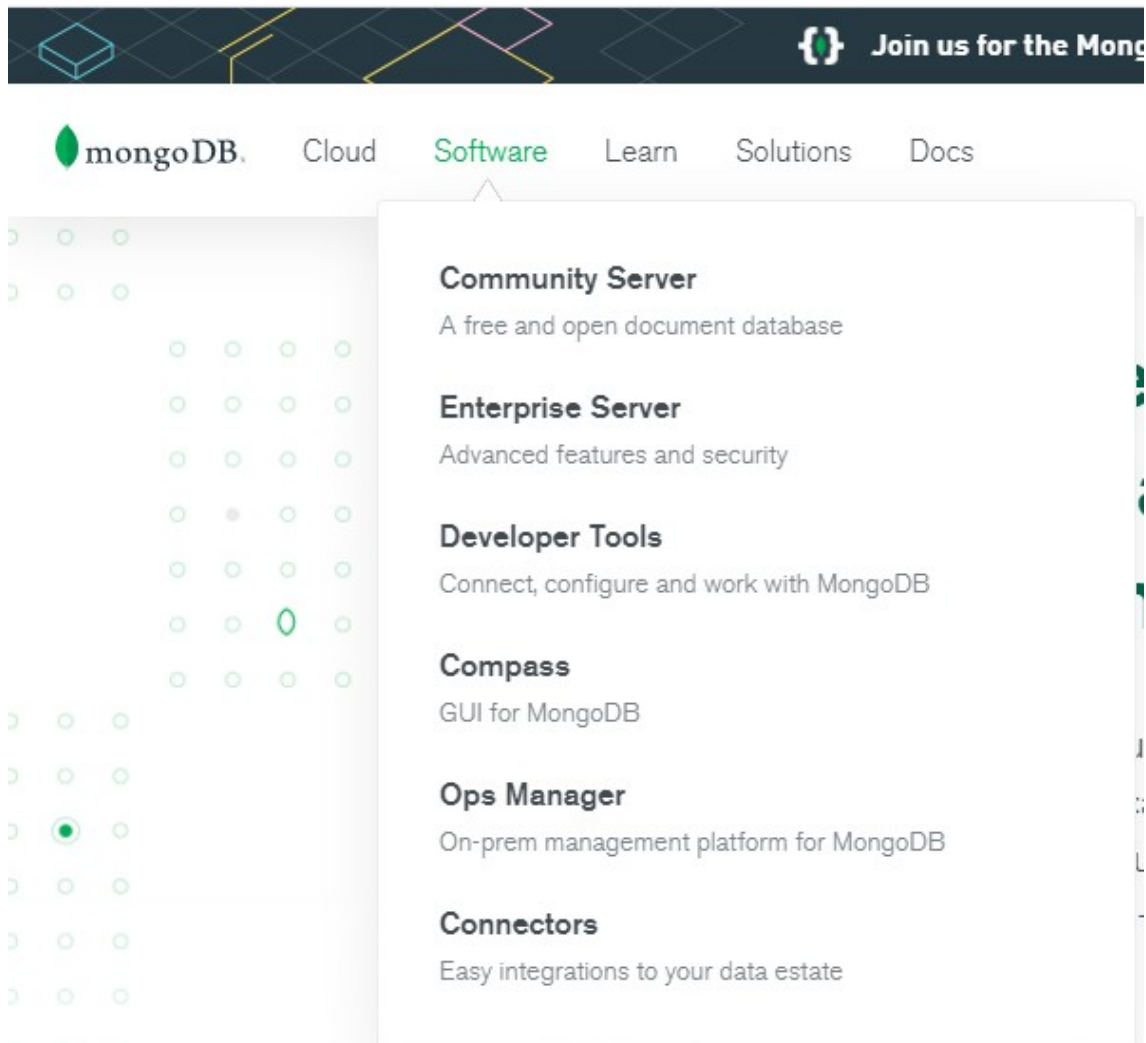 Join us for the
mongoDB. Cloud Software Learn Solutions Docs
Community Server
A free and open document database
Enterprise Server
Advanced features and security
Developer Tools
Connect, configure and work with MongoDB
Compass
GUI for MongoDB
Ops Manager
On-prem management platform for MongoDB
Connectors
Easy integrations to your data estate